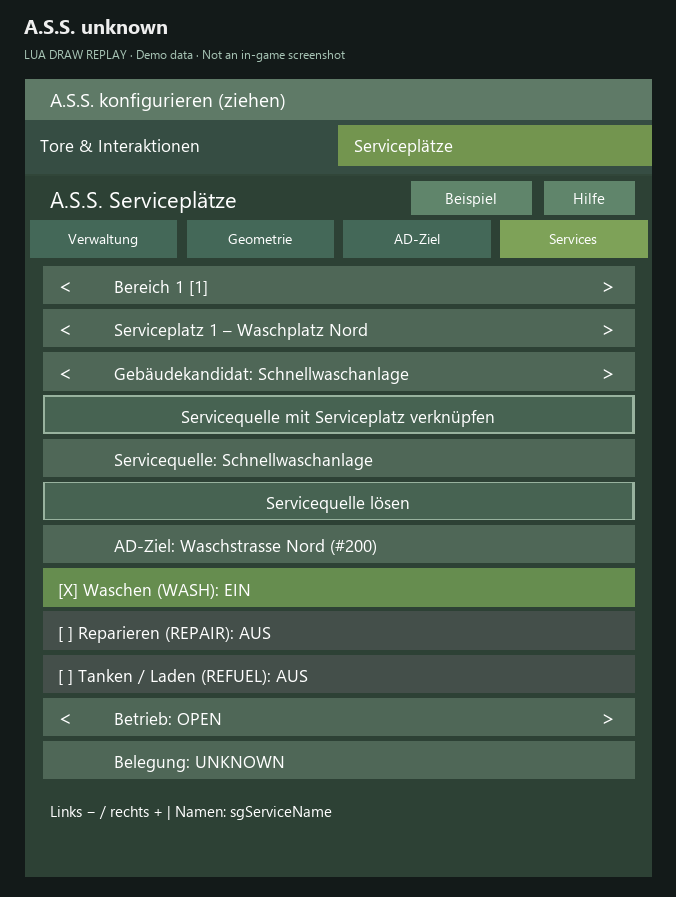 A.S.S. unknown
LUA DRAW REPLAY · Demo data · Not an in-game screenshot
A.S.S. konfigurieren (ziehen)
Tore & Interaktionen Serviceplätze
A.S.S. Serviceplätze Beispiel Hilfe
Verwaltung Geometrie AD-Ziel Services
< Bereich 1 [1] >
< Serviceplatz 1 – Waschplatz Nord >
< Gebäudekandidat: Schnellwaschanlage >
Servicequelle mit Serviceplatz verknüpfen
Servicequelle: Schnellwaschanlage
Servicequelle lösen
AD-Ziel: Waschstrasse Nord (#200)
[X] Waschen (WASH): EIN
[ ] Reparieren (REPAIR): AUS
[ ] Tanken / Laden (REFUEL): AUS
< Betrieb: OPEN >
Belegung: UNKNOWN
Links − / rechts + | Namen: sgServiceName